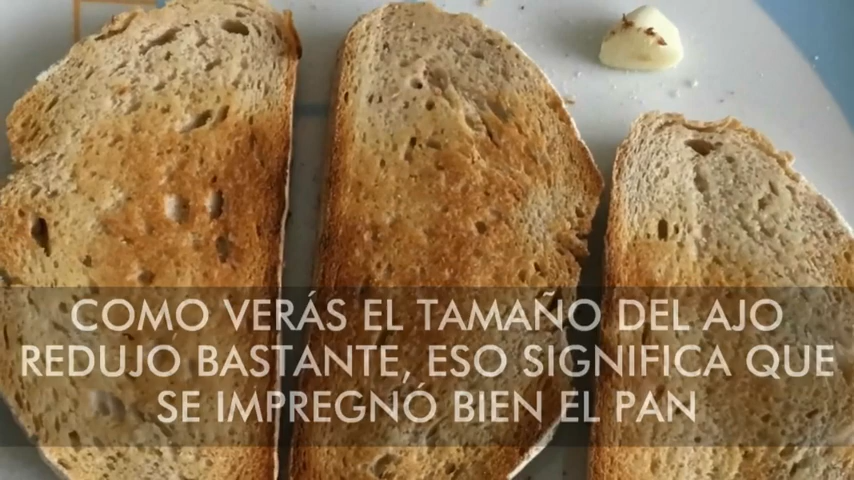 COMO VERÁS EL TAMAÑO DEL AJO
REDUJO BASTANTE, ESO SIGNIFICA QUE
SE IMPREGNÓ BIEN EL PAN